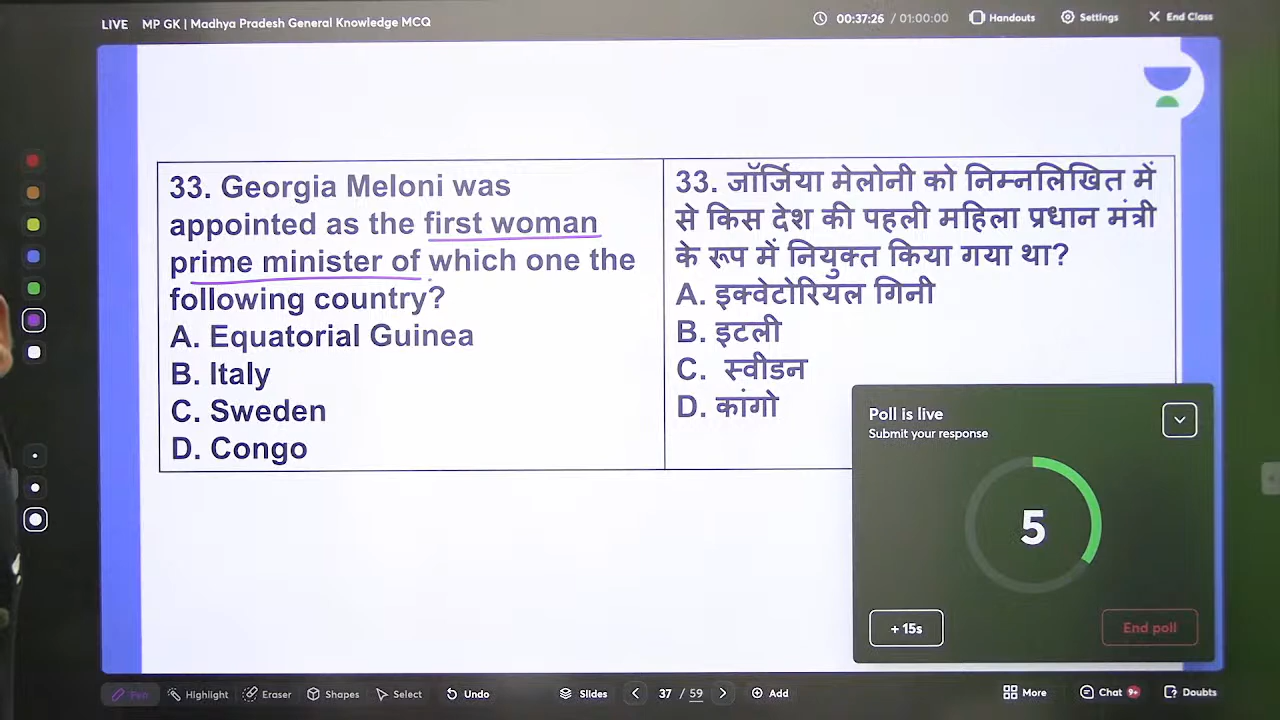 LIVE MP GK | Madhya Pradesh General Knowledge MCQ
00:37:26 / 01:00:00 Handouts Settings End Class
33. Georgia Meloni was
appointed as the first woman
prime minister of which one the
following country?
A. Equatorial Guinea
B. Italy
C. Sweden
D. Congo
33. जॉर्जिया मेलोनी को निम्नलिखित में
से किस देश की पहली महिला प्रधान मंत्री
के रूप में नियुक्त किया गया था?
A. इक्वेटोरियल गिनी
B. इटली
C. स्वीडन
D. कांगो
Poll is live
Submit your response
5
+ 15s End poll
Pen Highlight Eraser Shapes Select Undo Slides 37 / 59 Add More Chat 9+ Doubts